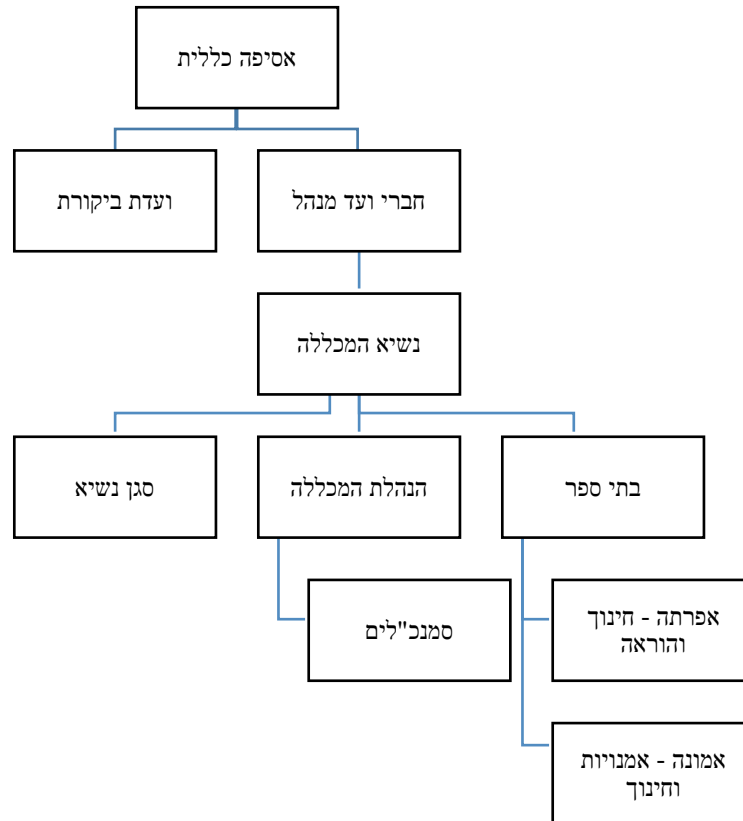 אסיפה כללית
חברי ועד מנהל
ועדת ביקורת
נשיא המכללה
בתי ספר
הנהלת המכללה
סגן נשיא
אפרתה - חינוך
והוראה
סמנכ"לים
אמונה - אמנויות
וחינוך